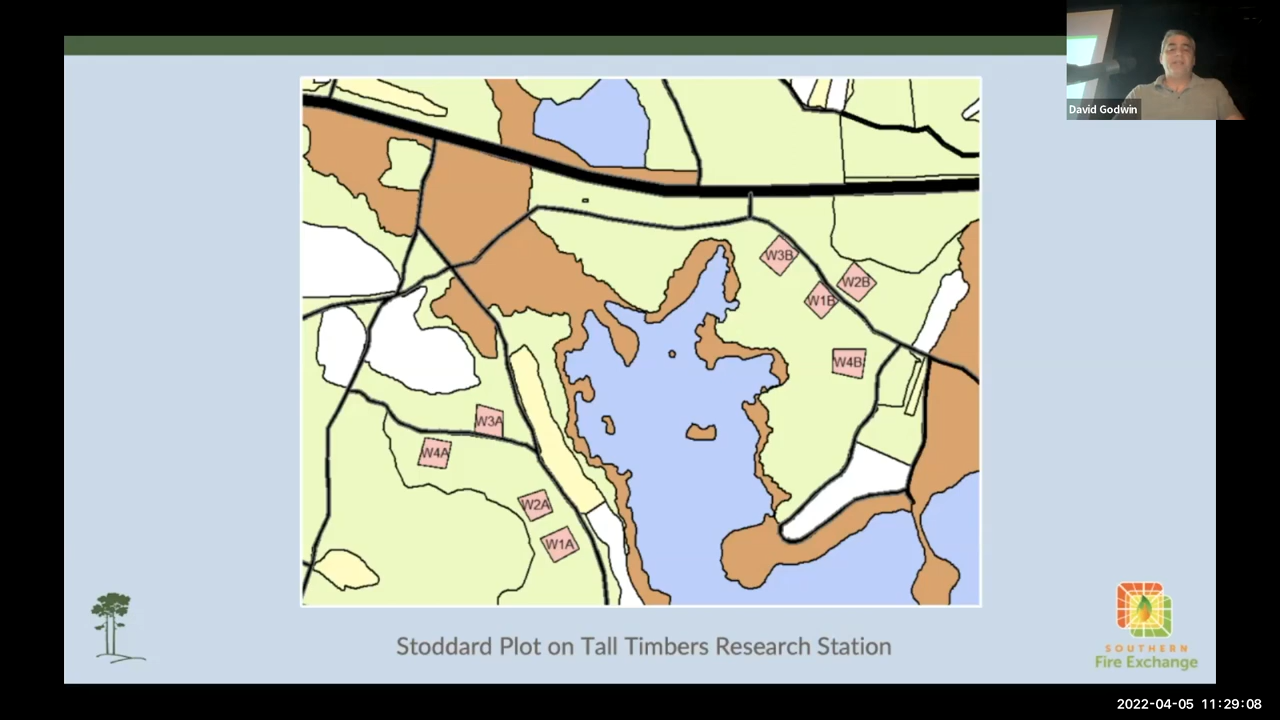 David Godwin
W3B
W2B
W1B
W4B
W3A
W4A
W2A
W1A
Stoddard Plot on Tall Timbers Research Station
SOUTHERN
Fire Exchange
2022-04-05 11:29:08